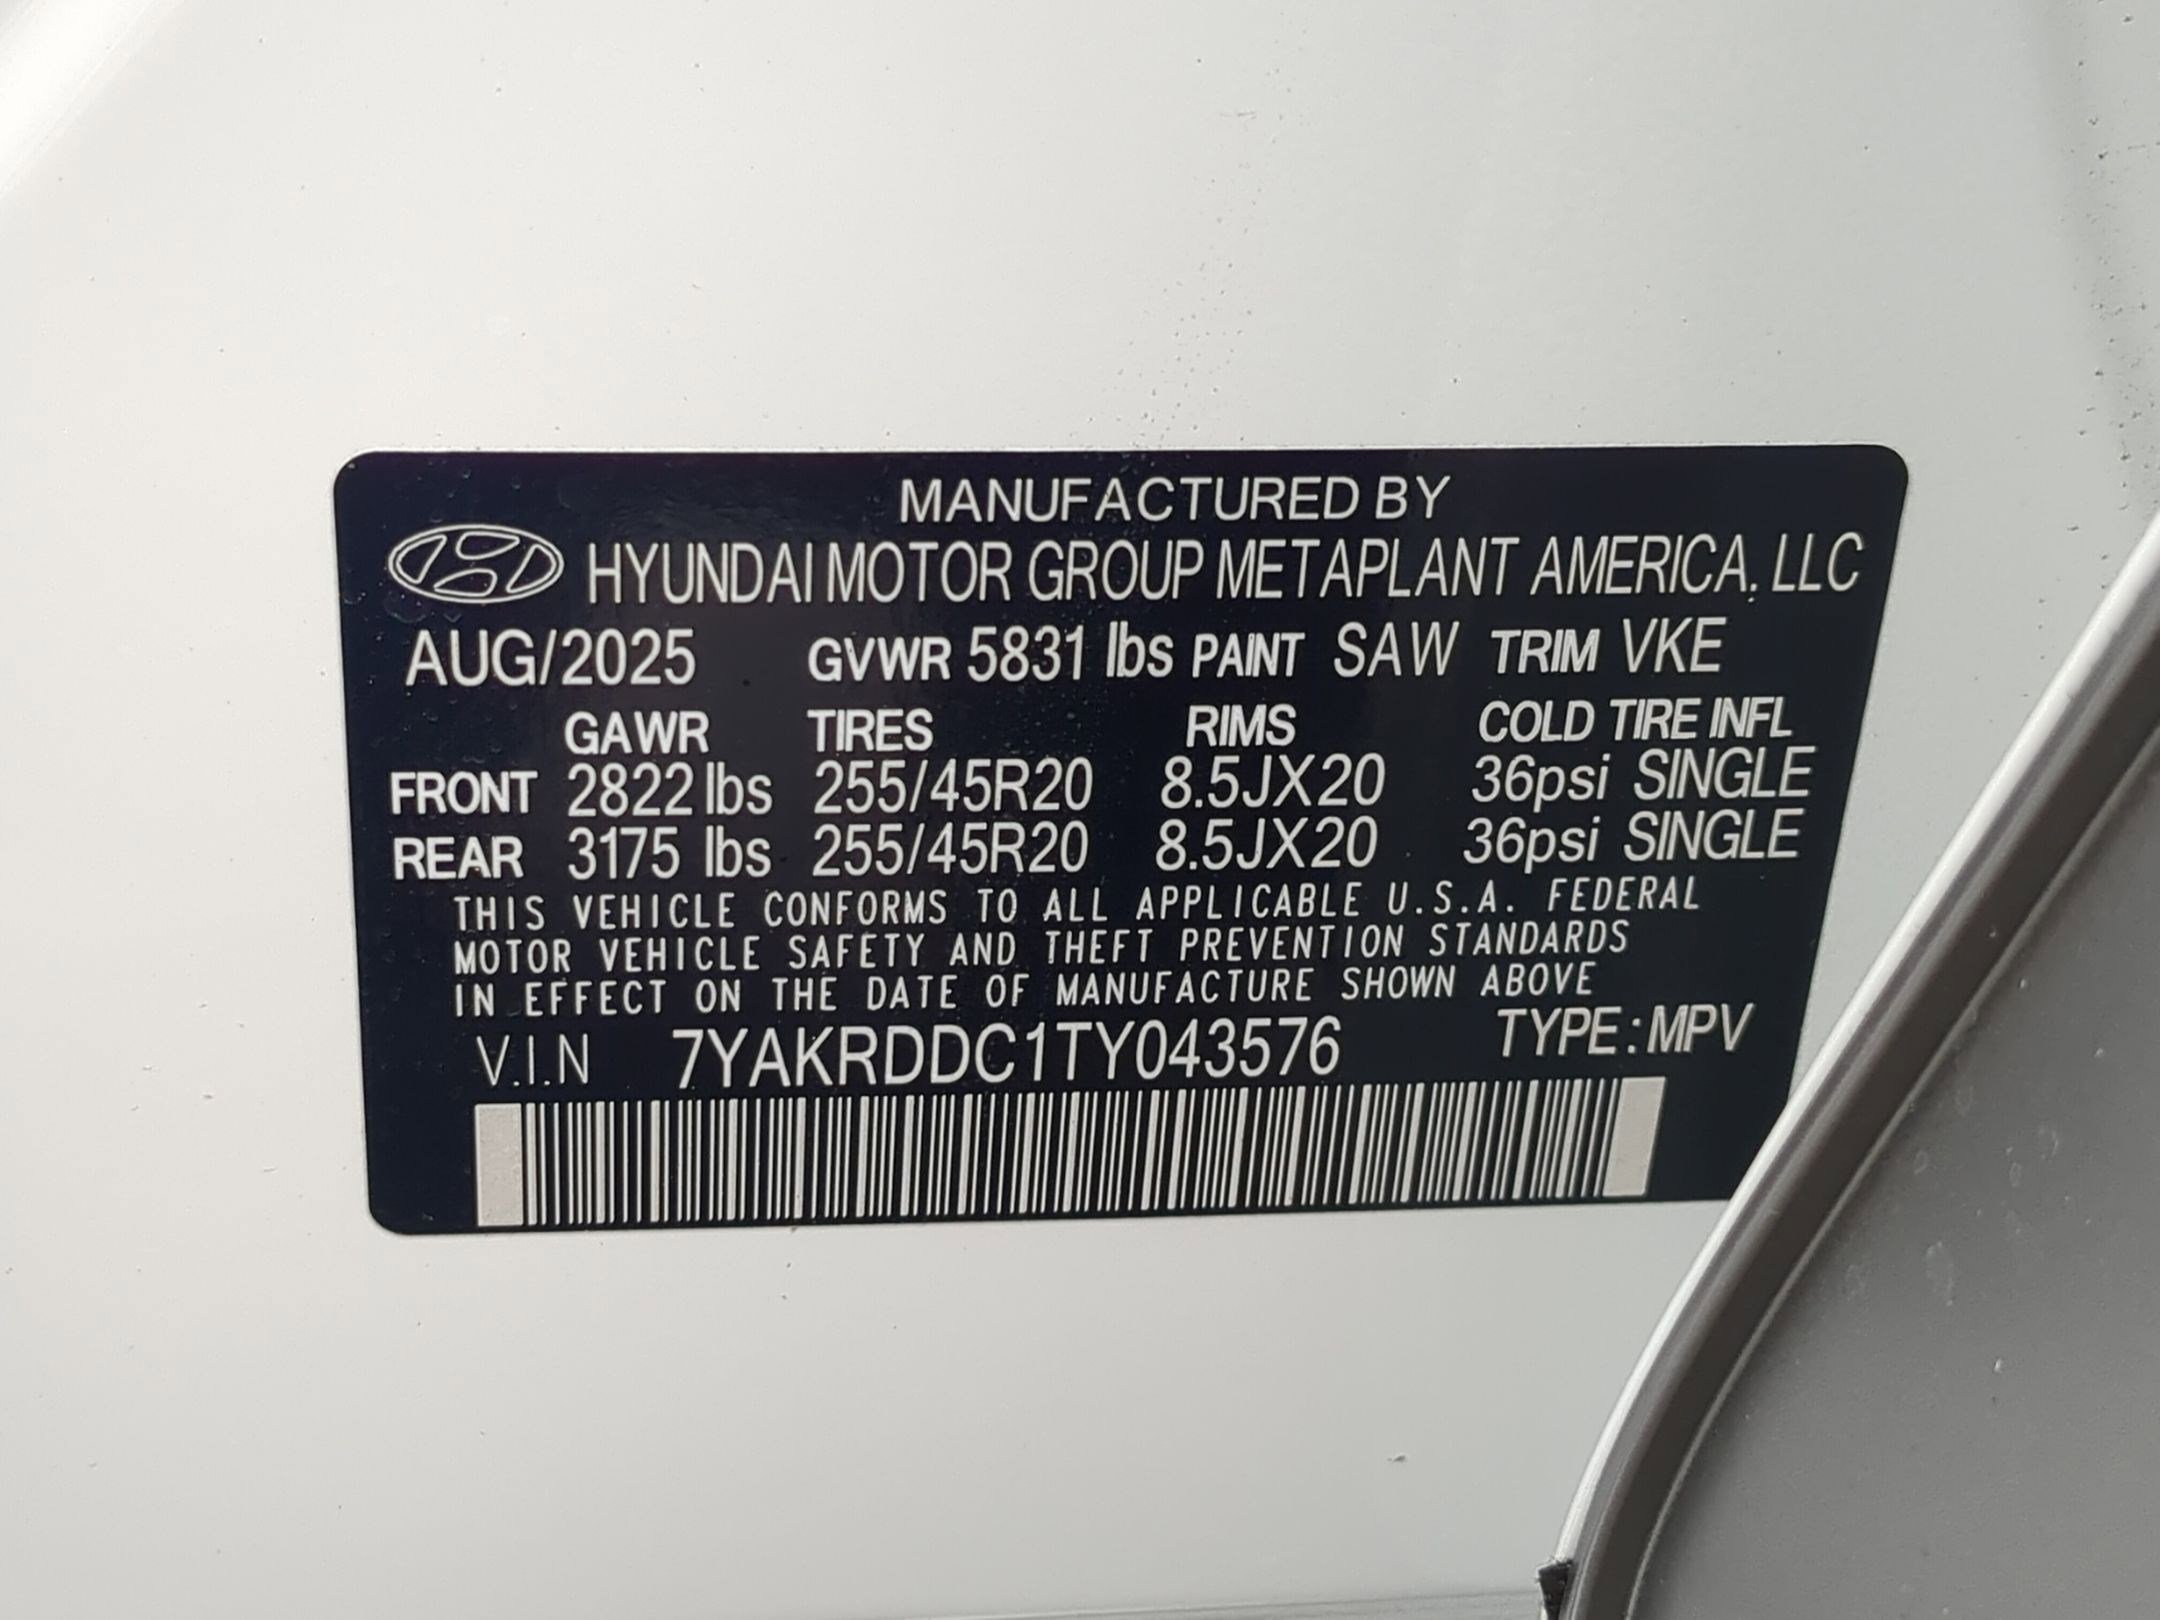 MANUFACTURED BY
HYUNDAI MOTOR GROUP METAPLANT AMERICA, LLC
AUG/2025 GVWR 5831 lbs PAINT SAW TRIM VKE
GAWR TIRES RIMS COLD TIRE INFL
FRONT 2822 lbs 255/45R20 8.5JX20 36psi SINGLE
REAR 3175 lbs 255/45R20 8.5JX20 36psi SINGLE
THIS VEHICLE CONFORMS TO ALL APPLICABLE U.S.A. FEDERAL
MOTOR VEHICLE SAFETY AND THEFT PREVENTION STANDARDS
IN EFFECT ON THE DATE OF MANUFACTURE SHOWN ABOVE
V.I.N 7YAKRDDC1TY043576 TYPE:MPV